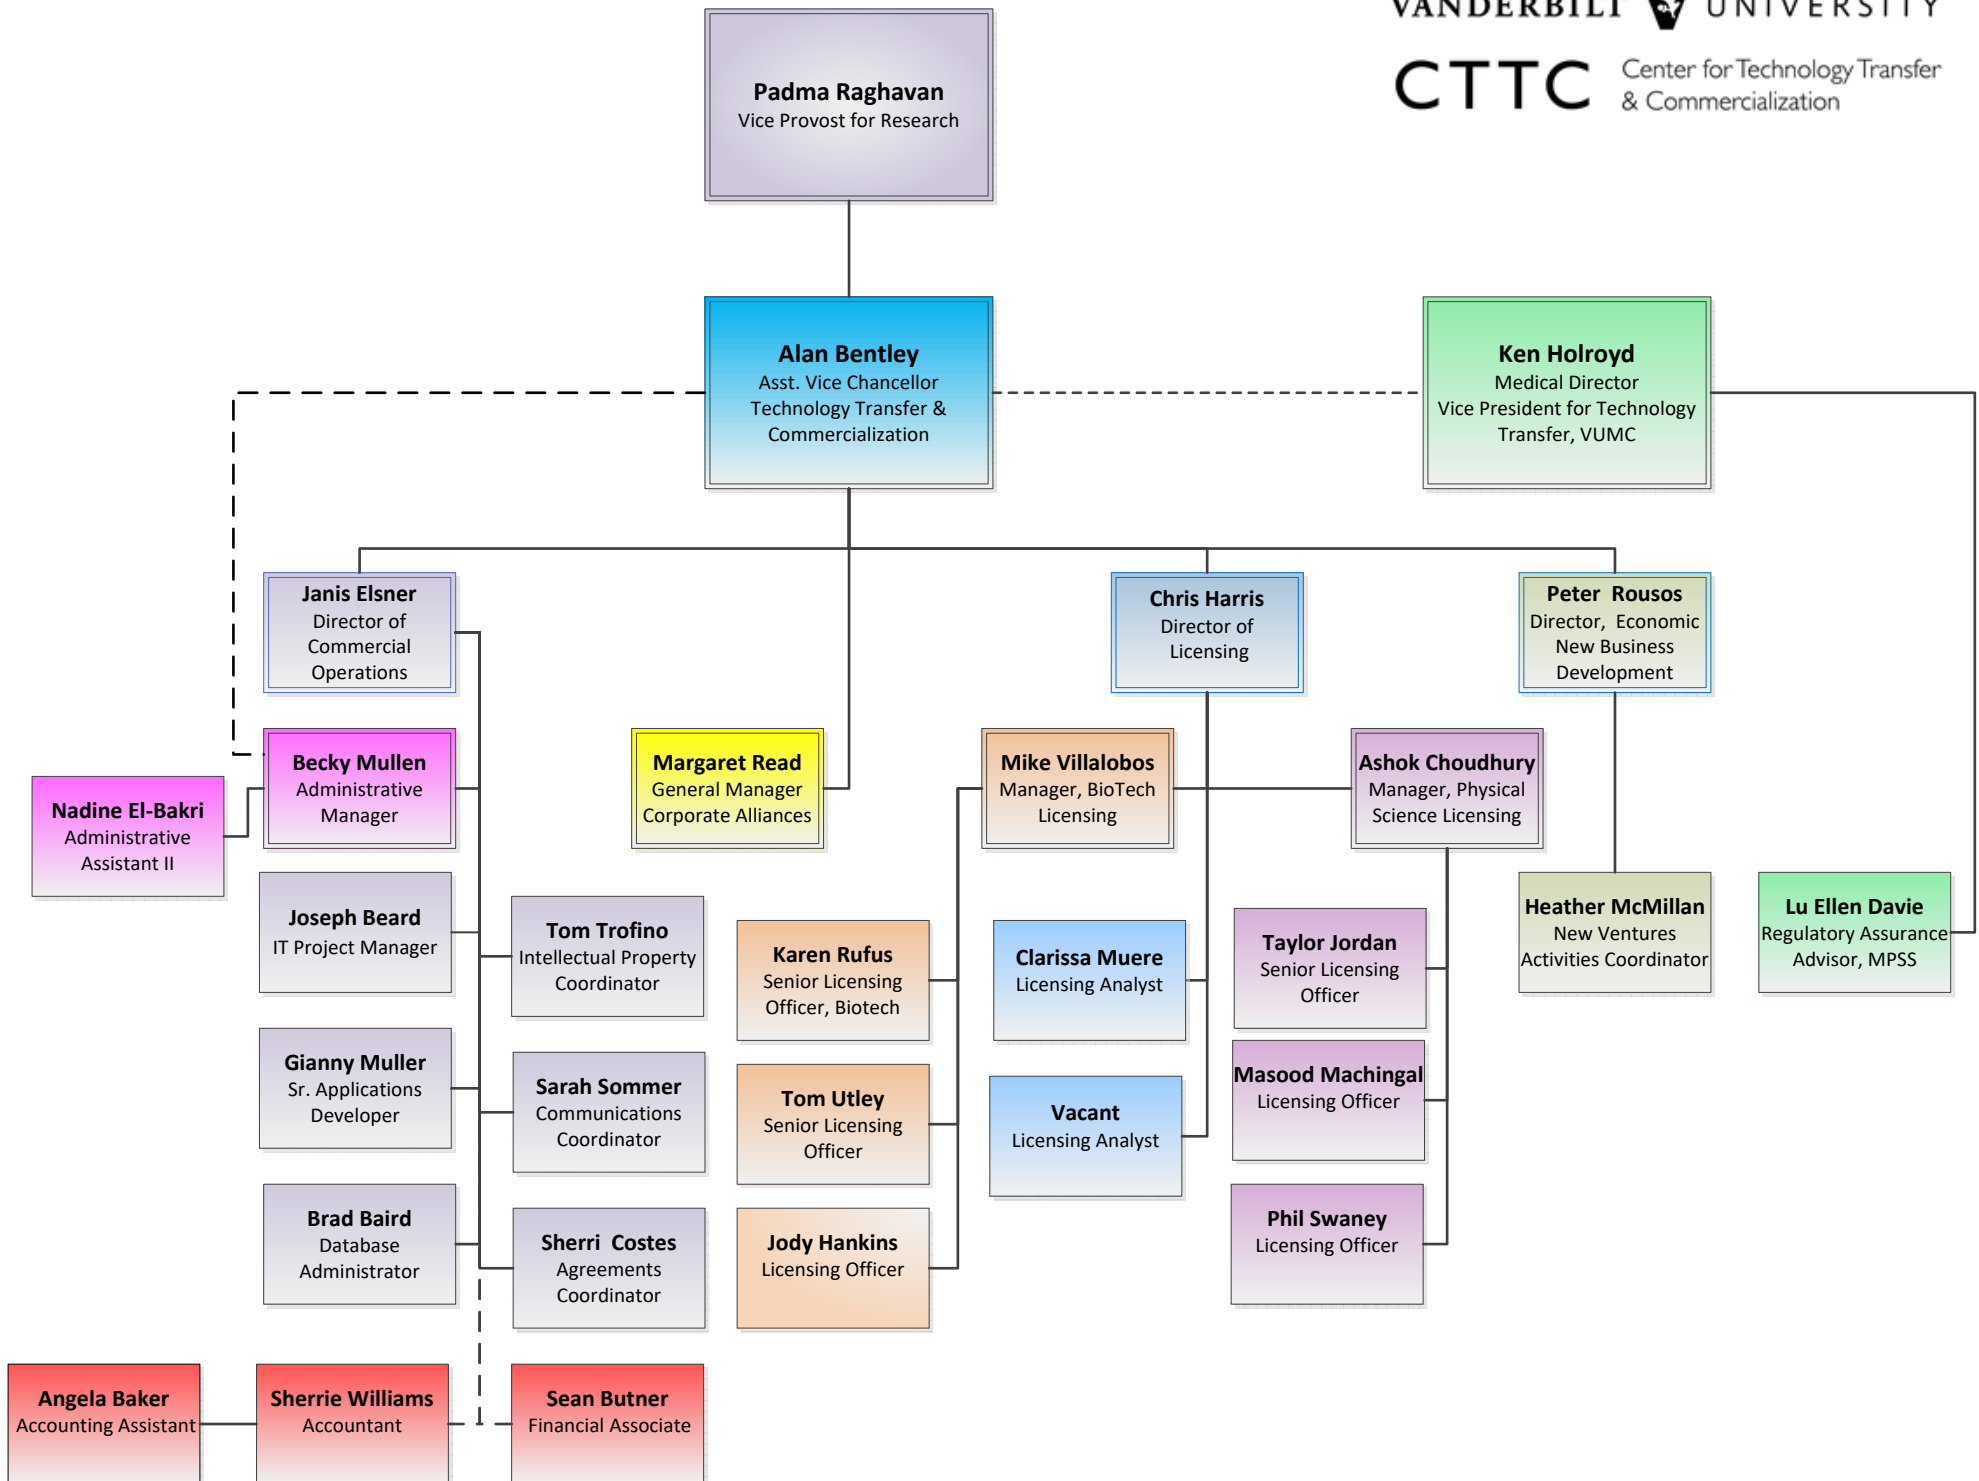 VANDERBILT UNIVERSITY
CTTC
Center for Technology Transfer
& Commercialization
Padma Raghavan
Vice Provost for Research
Alan Bentley
Asst. Vice Chancellor
Technology Transfer &
Commercialization
Ken Holroyd
Medical Director
Vice President for Technology
Transfer, VUMC
Janis Elsner
Director of
Commercial
Operations
Chris Harris
Director of
Licensing
Peter  Rousos
Director,  Economic
New Business
Development
Becky Mullen
Administrative
Manager
Nadine El-Bakri
Administrative
Assistant II
Margaret Read
General Manager
Corporate Alliances
Mike Villalobos
Manager, BioTech
Licensing
Ashok Choudhury
Manager, Physical
Science Licensing
Joseph Beard
IT Project Manager
Tom Trofino
Intellectual Property
Coordinator
Karen Rufus
Senior Licensing
Officer, Biotech
Clarissa Muere
Licensing Analyst
Taylor Jordan
Senior Licensing
Officer
Heather McMillan
New Ventures
Activities Coordinator
Lu Ellen Davie
Regulatory Assurance
Advisor, MPSS
Gianny Muller
Sr. Applications
Developer
Sarah Sommer
Communications
Coordinator
Tom Utley
Senior Licensing
Officer
Vacant
Licensing Analyst
Masood Machingal
Licensing Officer
Brad Baird
Database
Administrator
Sherri  Costes
Agreements
Coordinator
Jody Hankins
Licensing Officer
Phil Swaney
Licensing Officer
Angela Baker
Accounting Assistant
Sherrie Williams
Accountant
Sean Butner
Financial Associate